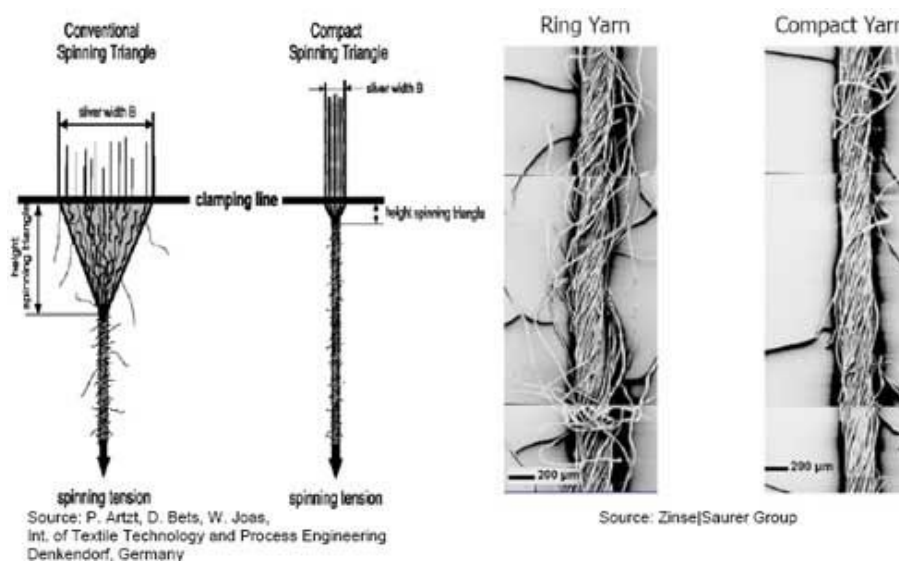 Conventional
Spinning Triangle
sliver width B
height
spinning triangle
spinning tension
Compact
Spinning Triangle
sliver width B
clamping line
height spinning triangle
spinning tension
Source: P. Artzt, D. Bets, W. Joas,
Int. of Textile Technology and Process Engineering
Denkendorf, Germany
Ring Yarn
200 µm
Compact Yarn
200 µm
Source: Zinse|Saurer Group